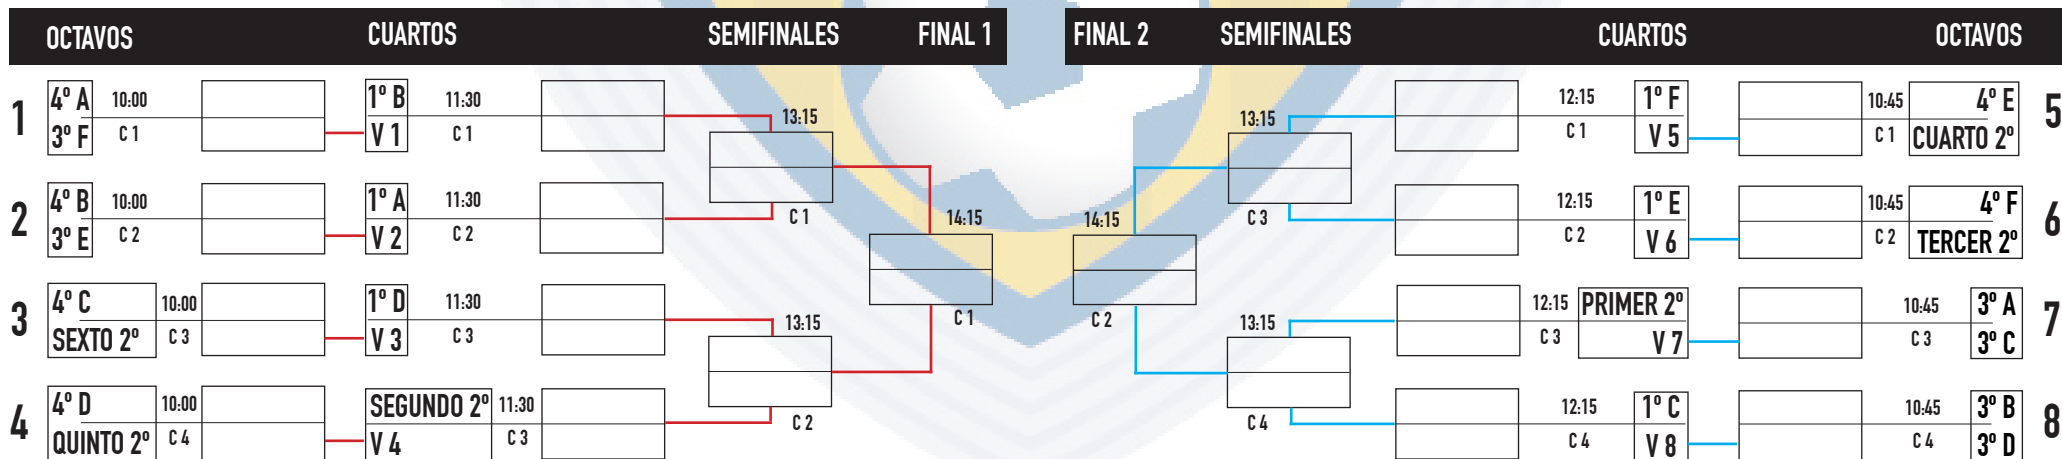 OCTAVOS CUARTOS SEMIFINALES FINAL 1 FINAL 2 SEMIFINALES CUARTOS OCTAVOS
1 4º A 10:00 1º B 11:30 12:15 1º F 10:45 4º E 5
3º F C 1 V 1 C 1 13:15 13:15 C 1 V 5 C 1 CUARTO 2º
2 4º B 10:00 1º A 11:30 12:15 1º E 10:45 4º F 6
3º E C 2 V 2 C 2 C 1 14:15 14:15 C 3 C 2 V 6 C 2 TERCER 2º
3 4º C 10:00 1º D 11:30 12:15 PRIMER 2º 10:45 3º A 7
SEXTO 2º C 3 V 3 C 3 13:15 C 1 C 2 13:15 C 3 V 7 C 3 3º C
4 4º D 10:00 SEGUNDO 2º 11:30 12:15 1º C 10:45 3º B 8
QUINTO 2º C 4 V 4 C 3 C 2 C 4 C 4 V 8 C 4 3º D